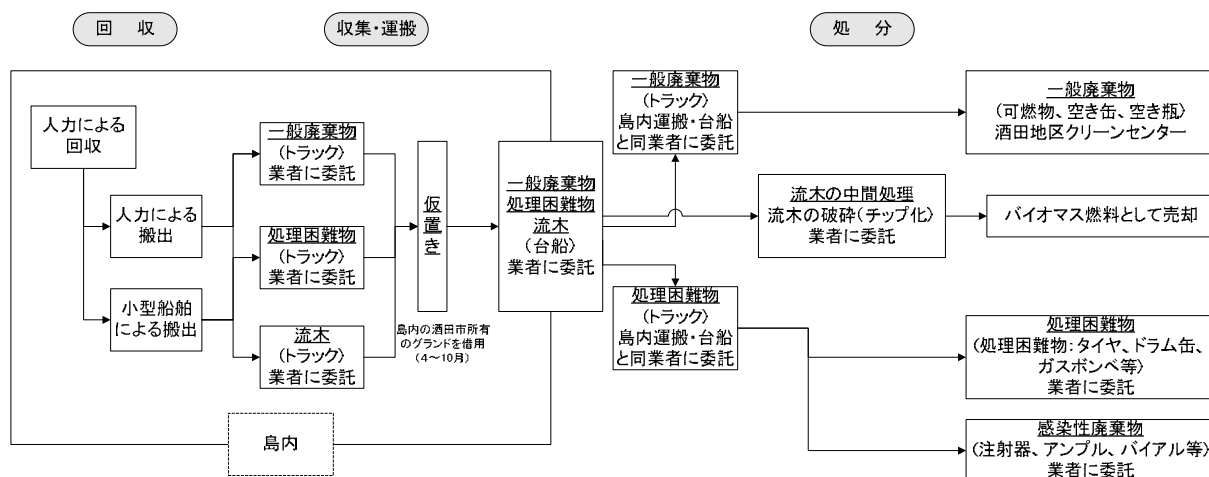 回　収
収集・運搬
処　分
人力による
回収
人力による
搬出
小型船舶
による搬出
一般廃棄物
(トラック)
業者に委託
処理困難物
(トラック)
業者に委託
流木
(トラック)
業者に委託
仮置き
島内の酒田市所有
のグランドを借用
(4～10月)
一般廃棄物
処理困難物
流木
(台船)
業者に委託
島内
一般廃棄物
(トラック)
島内運搬・台船
と同業者に委託
処理困難物
(トラック)
島内運搬・台船
と同業者に委託
流木の中間処理
流木の破砕(チップ化)
業者に委託
一般廃棄物
(可燃物、空き缶、空き瓶)
酒田地区クリーンセンター
バイオマス燃料として売却
処理困難物
(処理困難物:タイヤ、ドラム缶、
ガスボンベ等)
業者に委託
感染性廃棄物
(注射器、アンプル、バイアル等)
業者に委託